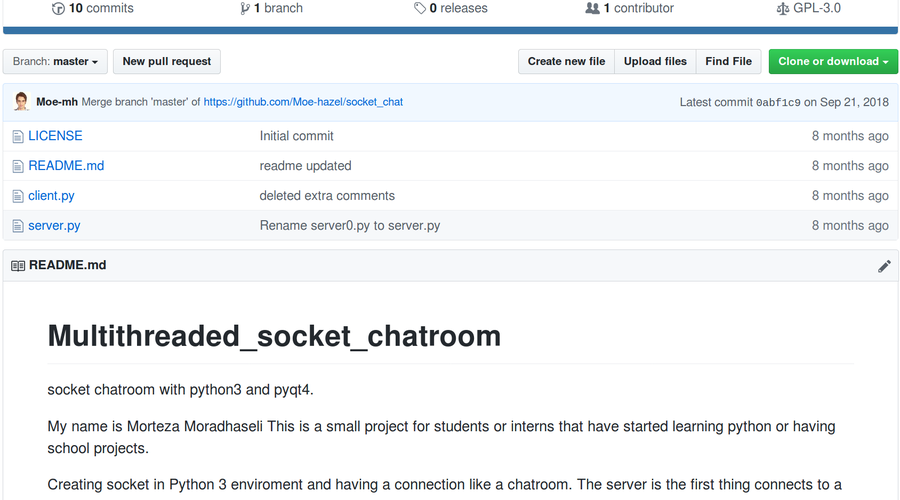 10 commits 1 branch 0 releases 1 contributor GPL-3.0
Branch: master New pull request Create new file Upload files Find File Clone or download
Moe-mh Merge branch 'master' of https://github.com/Moe-hazel/socket_chat Latest commit 0abf1c9 on Sep 21, 2018
LICENSE Initial commit 8 months ago
README.md readme updated 8 months ago
client.py deleted extra comments 8 months ago
server.py Rename server0.py to server.py 8 months ago
README.md
Multithreaded_socket_chatroom
socket chatroom with python3 and pyqt4.
My name is Morteza Moradhaseli This is a small project for students or interns that have started learning python or having
school projects.
Creating socket in Python 3 enviroment and having a connection like a chatroom. The server is the first thing connects to a